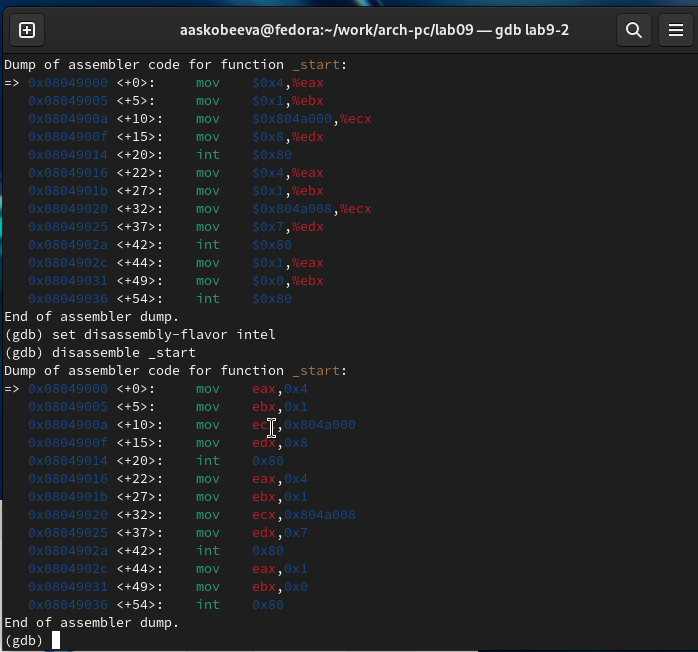 aaskobeeva@fedora:~/work/arch-pc/lab09 — gdb lab9-2
Dump of assembler code for function _start:
=> 0x08049000 <+0>:     mov    $0x4,%eax
   0x08049005 <+5>:     mov    $0x1,%ebx
   0x0804900a <+10>:    mov    $0x804a000,%ecx
   0x0804900f <+15>:    mov    $0x8,%edx
   0x08049014 <+20>:    int    $0x80
   0x08049016 <+22>:    mov    $0x4,%eax
   0x0804901b <+27>:    mov    $0x1,%ebx
   0x08049020 <+32>:    mov    $0x804a008,%ecx
   0x08049025 <+37>:    mov    $0x7,%edx
   0x0804902a <+42>:    int    $0x80
   0x0804902c <+44>:    mov    $0x1,%eax
   0x08049031 <+49>:    mov    $0x0,%ebx
   0x08049036 <+54>:    int    $0x80
End of assembler dump.
(gdb) set disassembly-flavor intel
(gdb) disassemble _start
Dump of assembler code for function _start:
=> 0x08049000 <+0>:     mov    eax,0x4
   0x08049005 <+5>:     mov    ebx,0x1
   0x0804900a <+10>:    mov    ecx,0x804a000
   0x0804900f <+15>:    mov    edx,0x8
   0x08049014 <+20>:    int    0x80
   0x08049016 <+22>:    mov    eax,0x4
   0x0804901b <+27>:    mov    ebx,0x1
   0x08049020 <+32>:    mov    ecx,0x804a008
   0x08049025 <+37>:    mov    edx,0x7
   0x0804902a <+42>:    int    0x80
   0x0804902c <+44>:    mov    eax,0x1
   0x08049031 <+49>:    mov    ebx,0x0
   0x08049036 <+54>:    int    0x80
End of assembler dump.
(gdb)